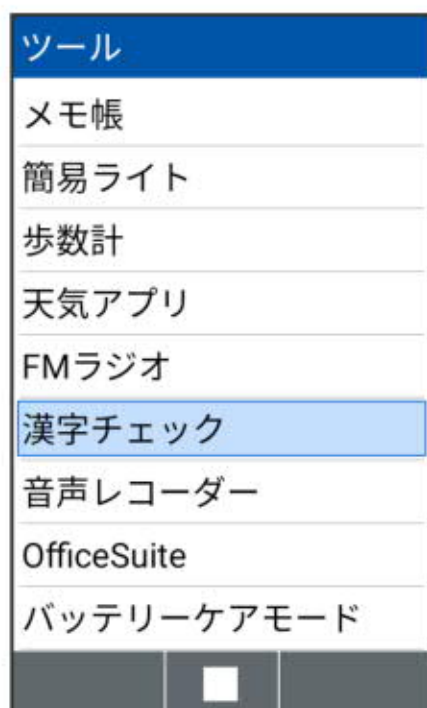 ツール
メモ帳
簡易ライト
歩数計
天気アプリ
FMラジオ
漢字チェック
音声レコーダー
OfficeSuite
バッテリーケアモード